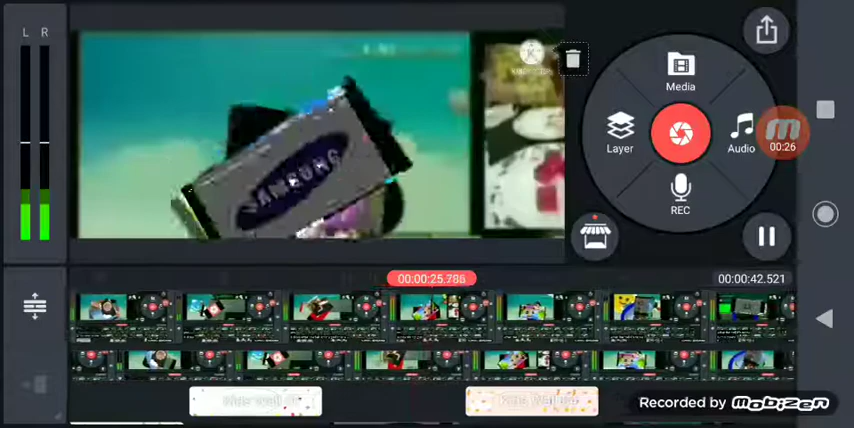 L R
SAMSUNG
Media
Layer
Audio
00:26
REC
00:00:25.786
00:00:42.521
Recorded by mobizen